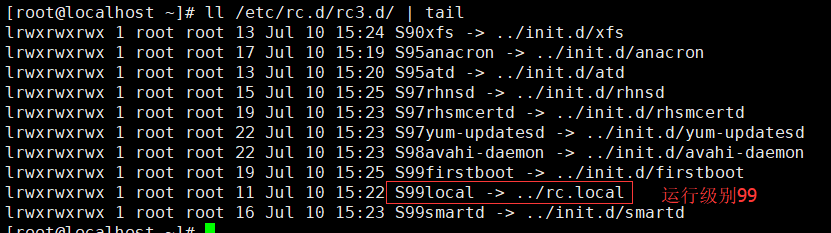 [root@localhost ~]# ll /etc/rc.d/rc3.d/ | tail
lrwxrwxrwx 1 root root 13 Jul 10 15:24 S90xfs -> ../init.d/xfs
lrwxrwxrwx 1 root root 17 Jul 10 15:19 S95anacron -> ../init.d/anacron
lrwxrwxrwx 1 root root 13 Jul 10 15:20 S95atd -> ../init.d/atd
lrwxrwxrwx 1 root root 15 Jul 10 15:25 S97rhnsd -> ../init.d/rhnsd
lrwxrwxrwx 1 root root 19 Jul 10 15:23 S97rhsmcertd -> ../init.d/rhsmcertd
lrwxrwxrwx 1 root root 22 Jul 10 15:23 S97yum-updatesd -> ../init.d/yum-updatesd
lrwxrwxrwx 1 root root 22 Jul 10 15:23 S98avahi-daemon -> ../init.d/avahi-daemon
lrwxrwxrwx 1 root root 19 Jul 10 15:25 S99firstboot -> ../init.d/firstboot
lrwxrwxrwx 1 root root 11 Jul 10 15:22 S99local -> ../rc.local 运行级别99
lrwxrwxrwx 1 root root 16 Jul 10 15:23 S99smartd -> ../init.d/smartd
[root@localhost ~]#